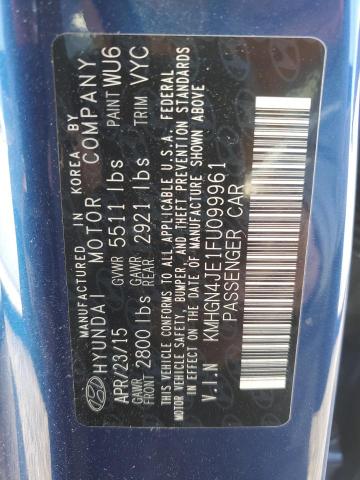 MANUFACTURED IN KOREA BY
HYUNDAI MOTOR COMPANY
APR/23/15 GVWR 5511 lbs PAINT WU6
GAWR FRONT 2800 lbs GAWR REAR 2921 lbs TRIM VYC
THIS VEHICLE CONFORMS TO ALL APPLICABLE U.S.A. FEDERAL
MOTOR VEHICLE SAFETY, BUMPER, AND THEFT PREVENTION STANDARDS
IN EFFECT ON THE DATE OF MANUFACTURE SHOWN ABOVE
V.I.N KMHGN4JE1FU099961
PASSENGER CAR